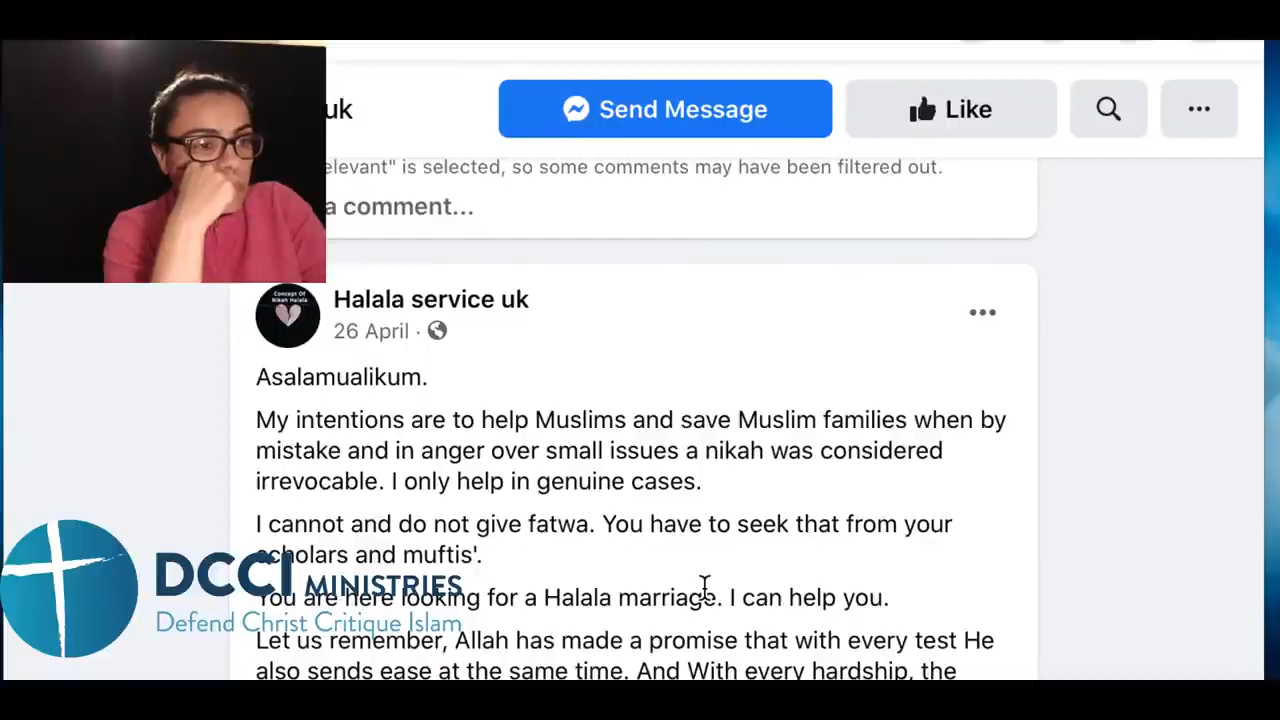 uk
Send Message
Like
elevant" is selected, so some comments may have been filtered out.
a comment...
Concept Of
Nikah Halala
Halala service uk
26 April ·
Asalamualikum.
My intentions are to help Muslims and save Muslim families when by
mistake and in anger over small issues a nikah was considered
irrevocable. I only help in genuine cases.
I cannot and do not give fatwa. You have to seek that from your
scholars and muftis'.
You are here looking for a Halala marriage. I can help you.
Let us remember, Allah has made a promise that with every test He
also sends ease at the same time. And With every hardship, the
DCCI MINISTRIES
Defend Christ Critique Islam